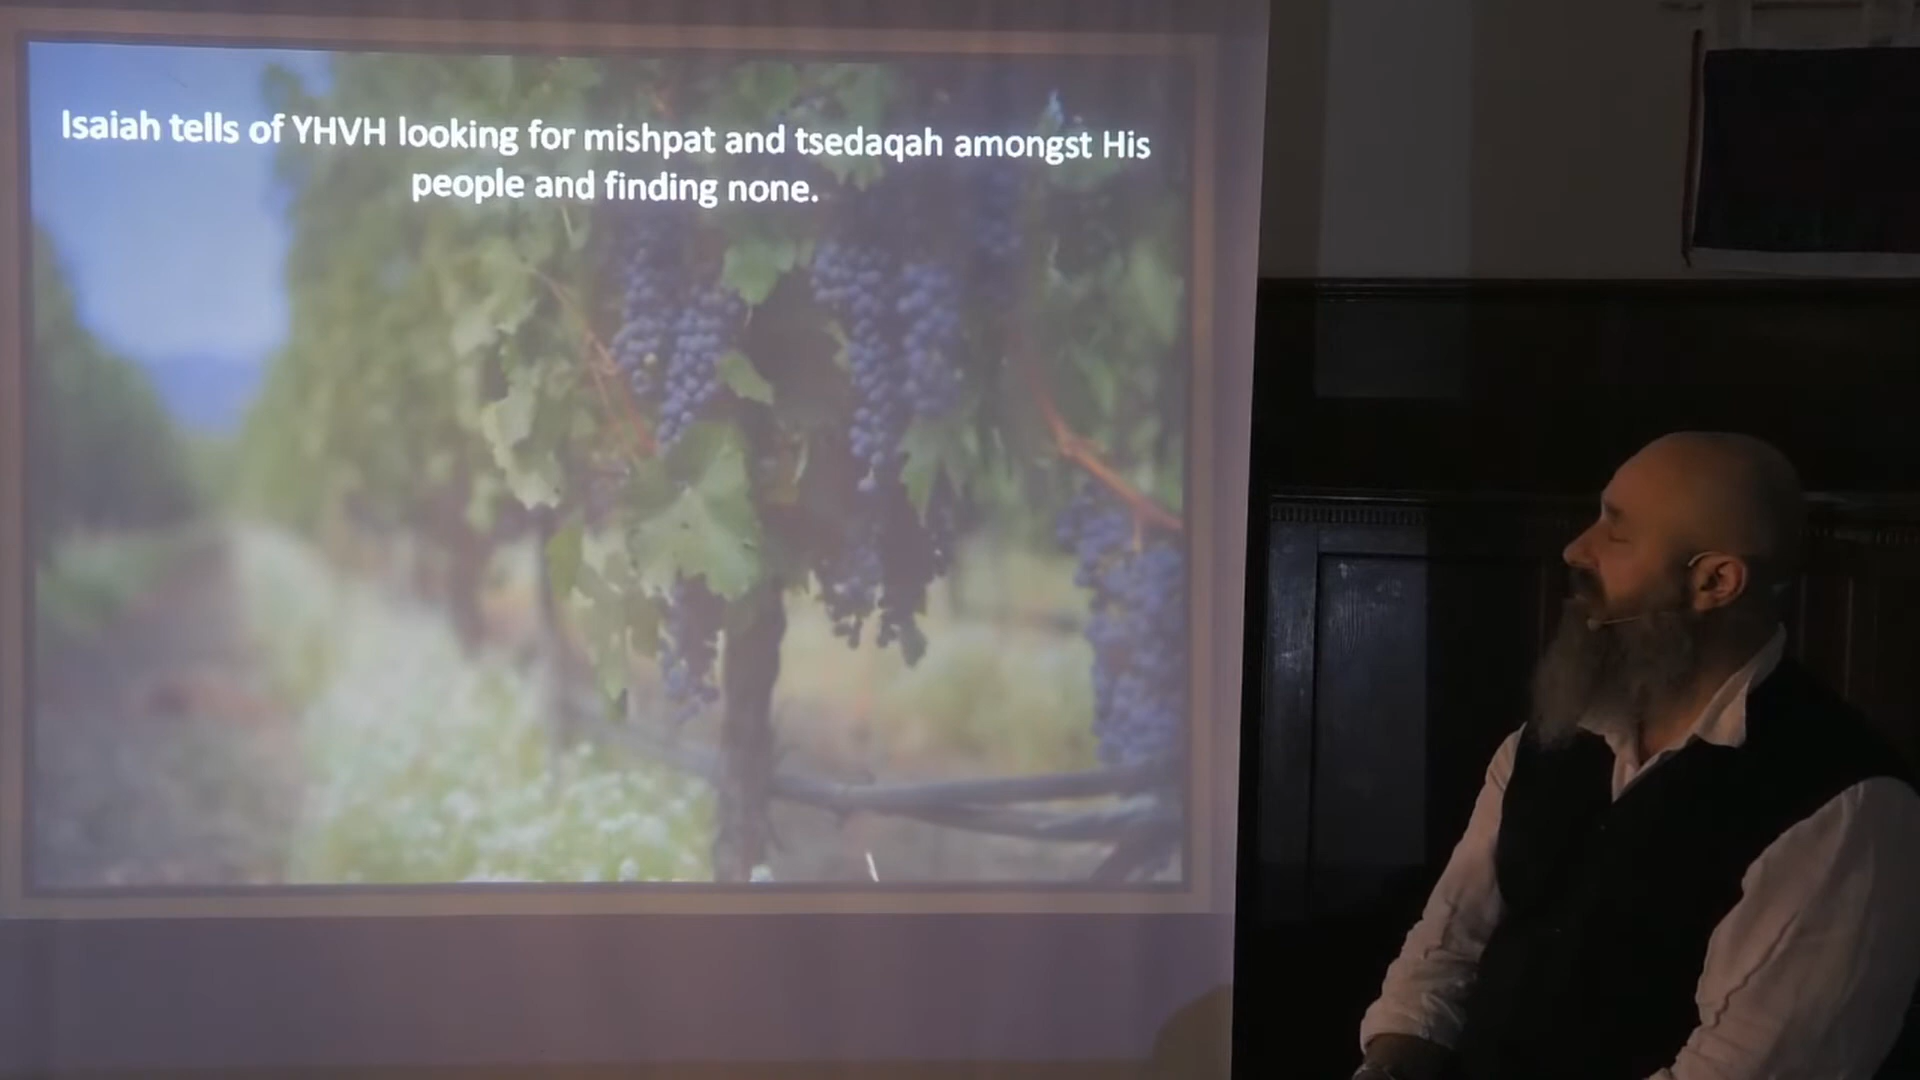 Isaiah tells of YHVH looking for mishpat and tsedaqah amongst His
people and finding none.